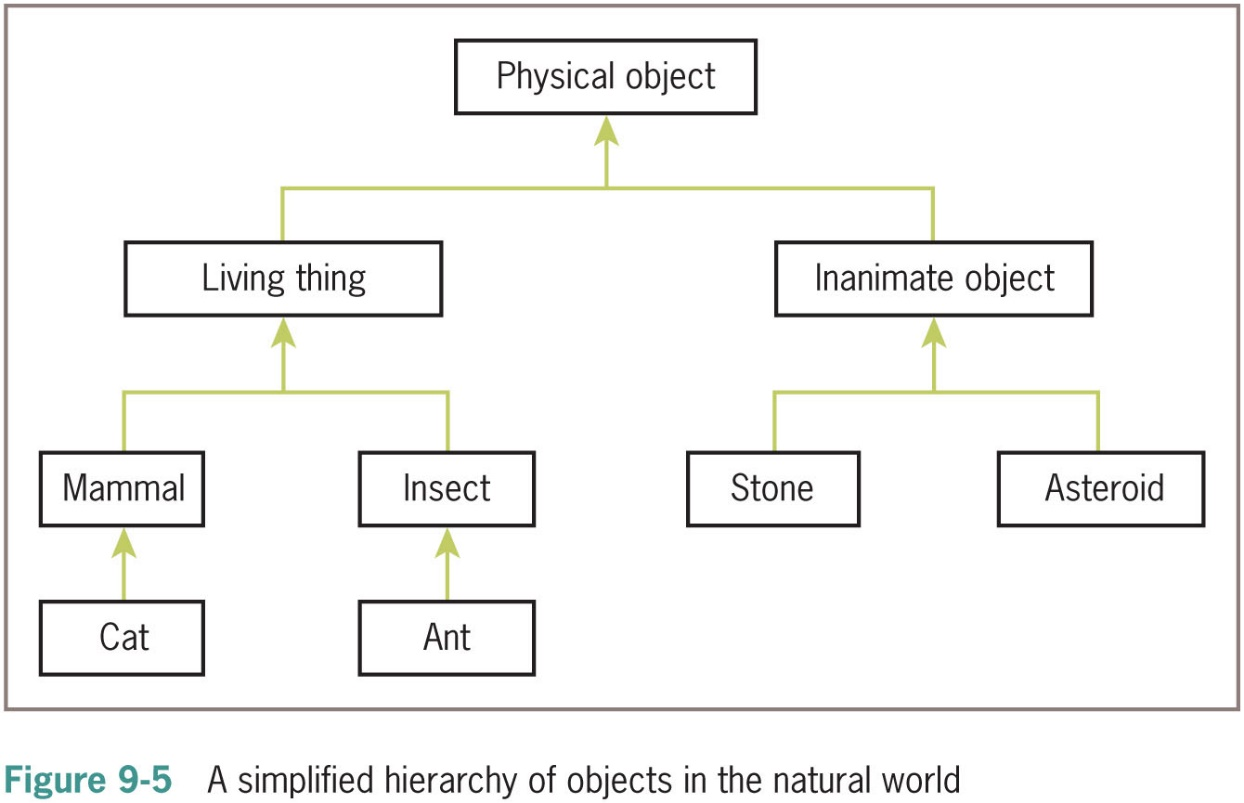 Physical object
Living thing
Inanimate object
Mammal
Insect
Stone
Asteroid
Cat
Ant
Figure 9-5 A simplified hierarchy of objects in the natural world